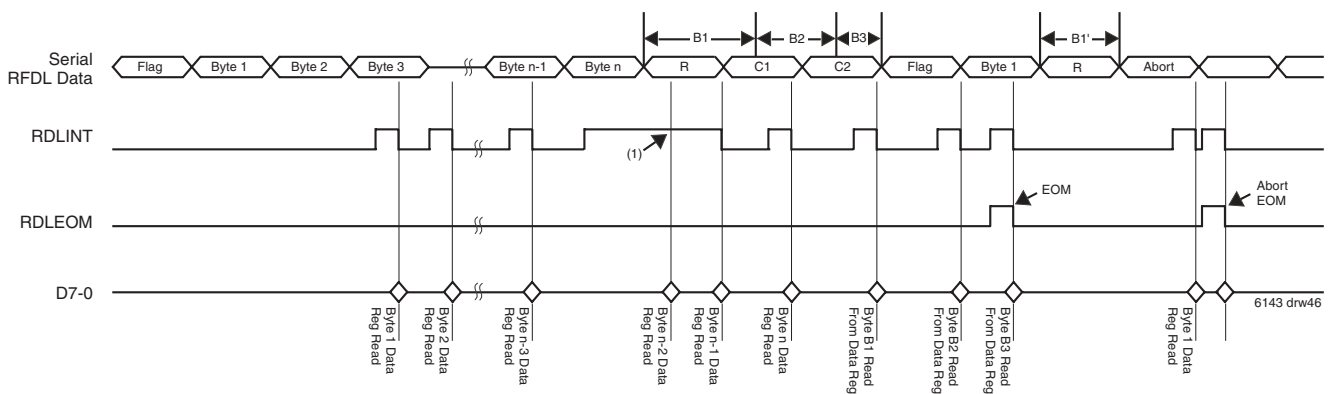 B1 B2 B3 B1'
Serial
RFDL Data
Flag Byte 1 Byte 2 Byte 3 Byte n-1 Byte n R C1 C2 Flag Byte 1 R Abort
RDLINT
(1)
RDLEOM
EOM
Abort
EOM
D7-0
6143 drw46
Byte 1 Data
Reg Read
Byte 2 Data
Reg Read
Byte n-3 Data
Reg Read
Byte n-2 Data
Reg Read
Byte n-1 Data
Reg Read
Byte n Data
Reg Read
Byte B1 Read
From Data Reg
Byte B2 Read
From Data Reg
Byte B3 Read
From Data Reg
Byte 1 Data
Reg Read